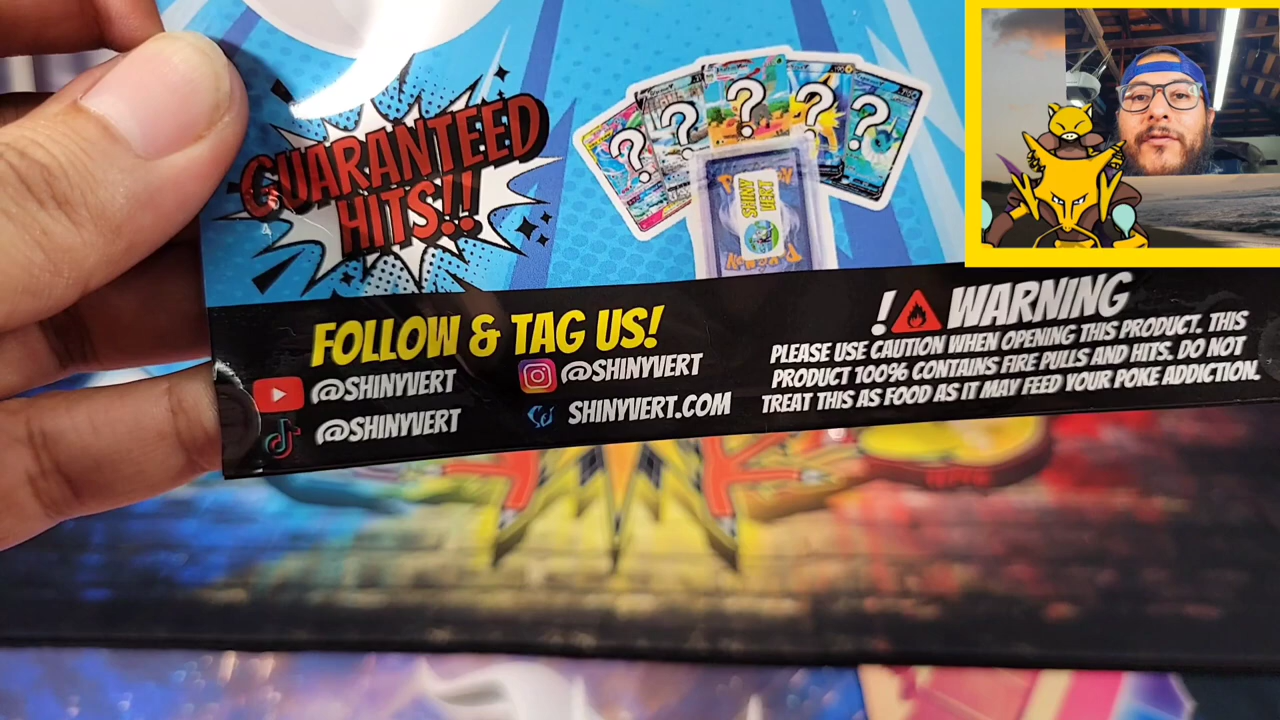 GUARANTEED
HITS!!
? ? ? ? ?
SHINY
VERT
FOLLOW & TAG US!
@SHINYVERT
@SHINYVERT
@SHINYVERT
SHINYVERT.COM
! WARNING
PLEASE USE CAUTION WHEN OPENING THIS PRODUCT. THIS
PRODUCT 100% CONTAINS FIRE PULLS AND HITS. DO NOT
TREAT THIS AS FOOD AS IT MAY FEED YOUR POKE ADDICTION.